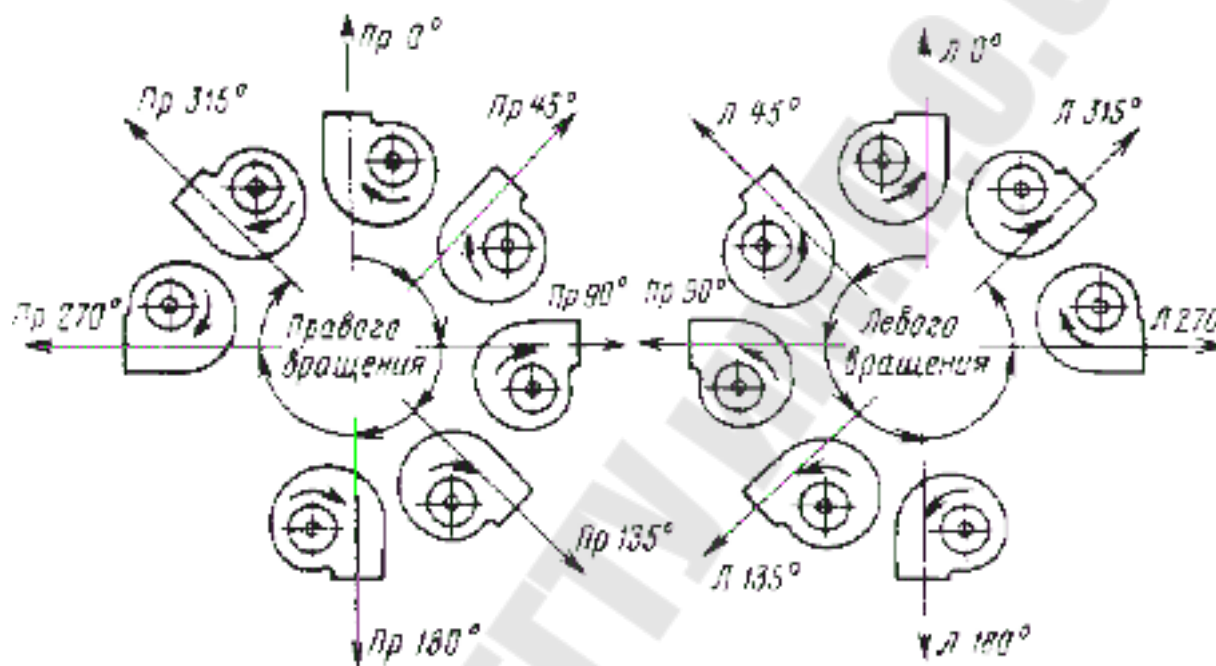 Пр 0°
Пр 315°
Пр 45°
Пр 270°
Правого
вращения
Пр 90°
Пр 135°
Пр 180°
Л 0°
Л 45°
Л 315°
Пр 90°
Левого
вращения
Л 270
Л 135°
Л 180°